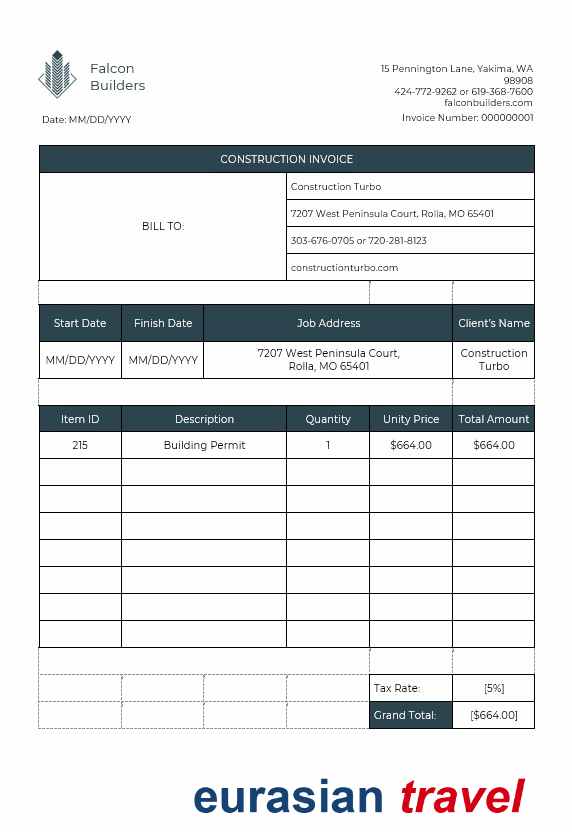 Falcon
Builders
15 Pennington Lane, Yakima, WA
98908
424-772-9262 or 619-368-7600
falconbuilders.com
Date: MM/DD/YYYY
Invoice Number: 000000001
CONSTRUCTION INVOICE
BILL TO:
Construction Turbo
7207 West Peninsula Court, Rolla, MO 65401
303-676-0705 or 720-281-8123
constructionturbo.com
Start Date Finish Date Job Address Client's Name
MM/DD/YYYY MM/DD/YYYY 7207 West Peninsula Court, Construction
Rolla, MO 65401 Turbo
Item ID Description Quantity Unity Price Total Amount
215 Building Permit 1 $664.00 $664.00
Tax Rate: [5%]
Grand Total: [$664.00]
eurasian travel